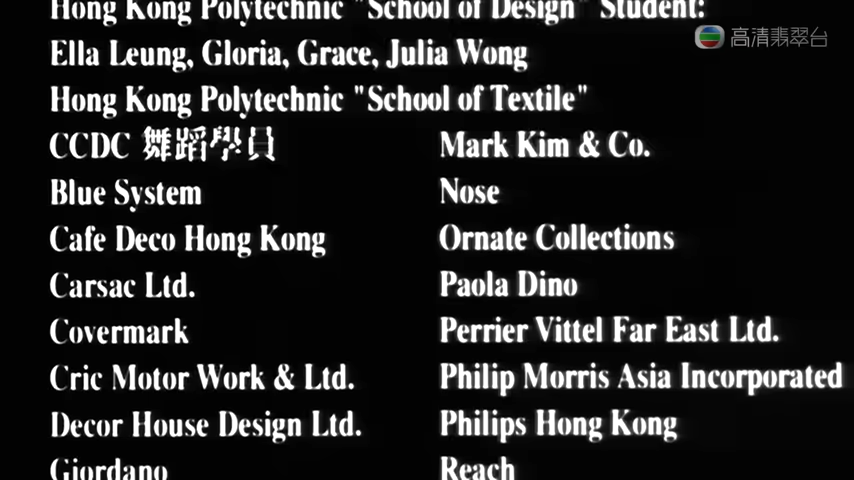 Hong Kong Polytechnic "School of Design" Student:
高清翡翠台
Ella Leung, Gloria, Grace, Julia Wong
Hong Kong Polytechnic "School of Textile"
CCDC 舞蹈學員
Mark Kim & Co.
Blue System
Nose
Cafe Deco Hong Kong
Ornate Collections
Carsac Ltd.
Paola Dino
Covermark
Perrier Vittel Far East Ltd.
Cric Motor Work & Ltd.
Philip Morris Asia Incorporated
Decor House Design Ltd.
Philips Hong Kong
Giordano
Reach